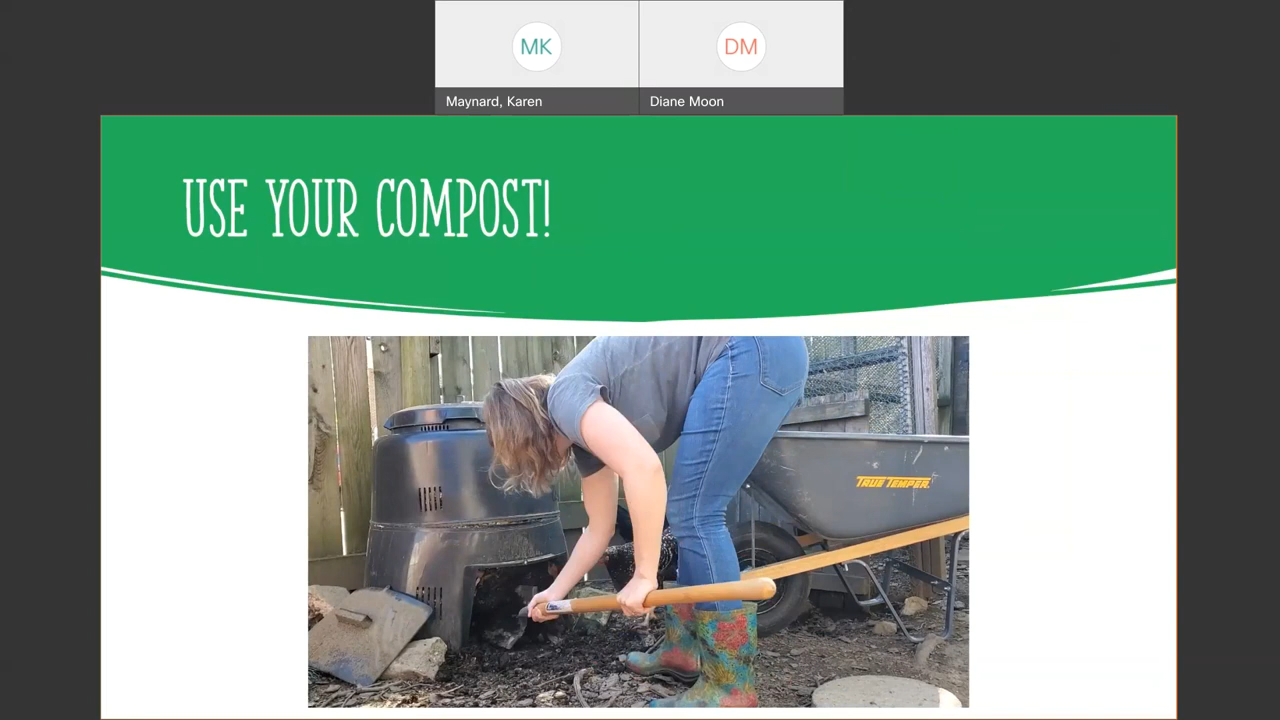 MK
DM
Maynard, Karen
Diane Moon
USE YOUR COMPOST!
TRUE TEMPER